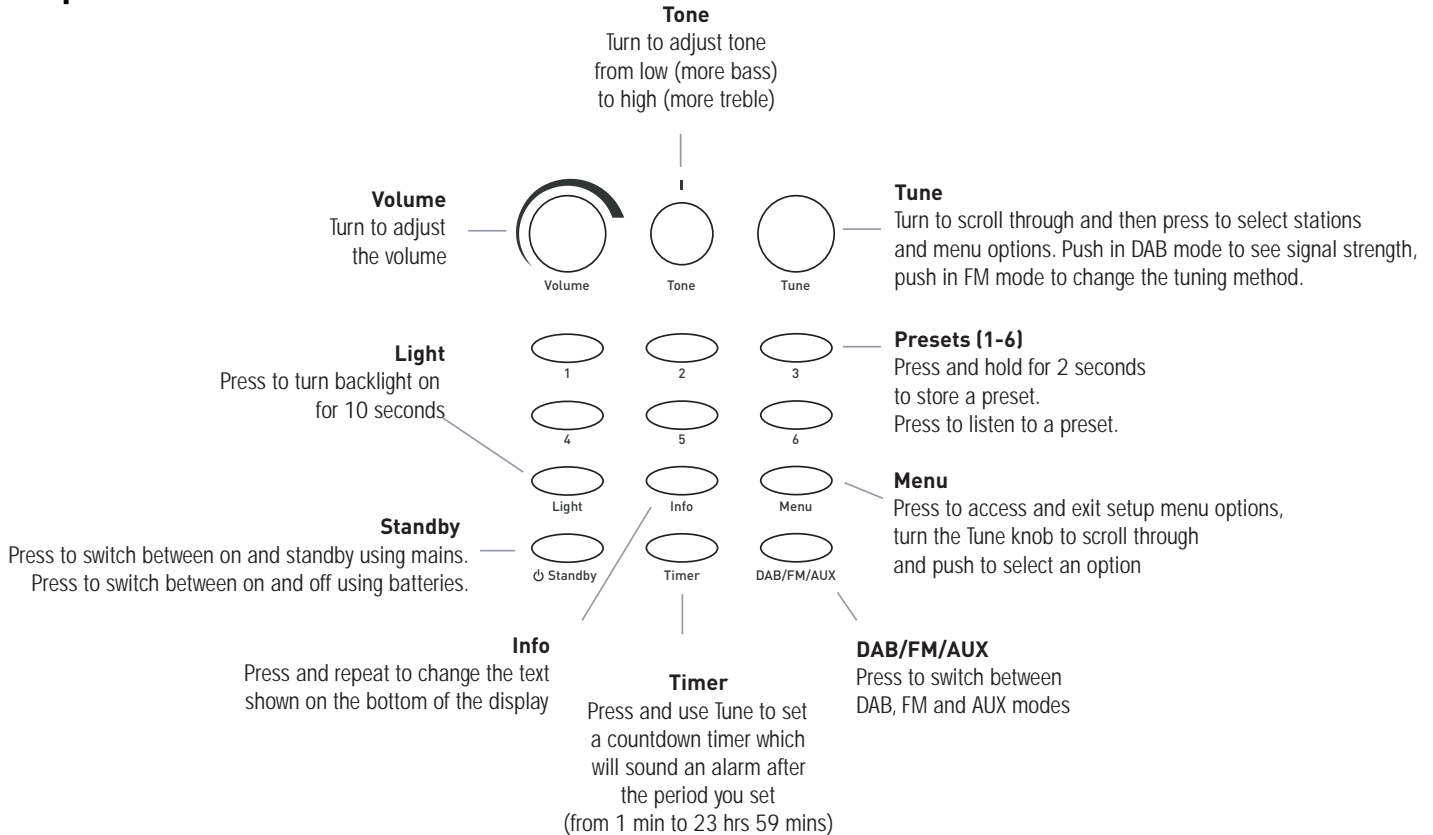 Tone
Turn to adjust tone
from low (more bass)
to high (more treble)
Volume
Turn to adjust
the volume
Tune
Turn to scroll through and then press to select stations
and menu options. Push in DAB mode to see signal strength,
push in FM mode to change the tuning method.
Volume
Tone
Tune
Light
Press to turn backlight on
for 10 seconds
Presets (1-6)
Press and hold for 2 seconds
to store a preset.
Press to listen to a preset.
1
2
3
4
5
6
Menu
Press to access and exit setup menu options,
turn the Tune knob to scroll through
and push to select an option
Light
Info
Menu
Standby
Press to switch between on and standby using mains.
Press to switch between on and off using batteries.
Standby
Timer
DAB/FM/AUX
Info
Press and repeat to change the text
shown on the bottom of the display
Timer
Press and use Tune to set
a countdown timer which
will sound an alarm after
the period you set
(from 1 min to 23 hrs 59 mins)
DAB/FM/AUX
Press to switch between
DAB, FM and AUX modes